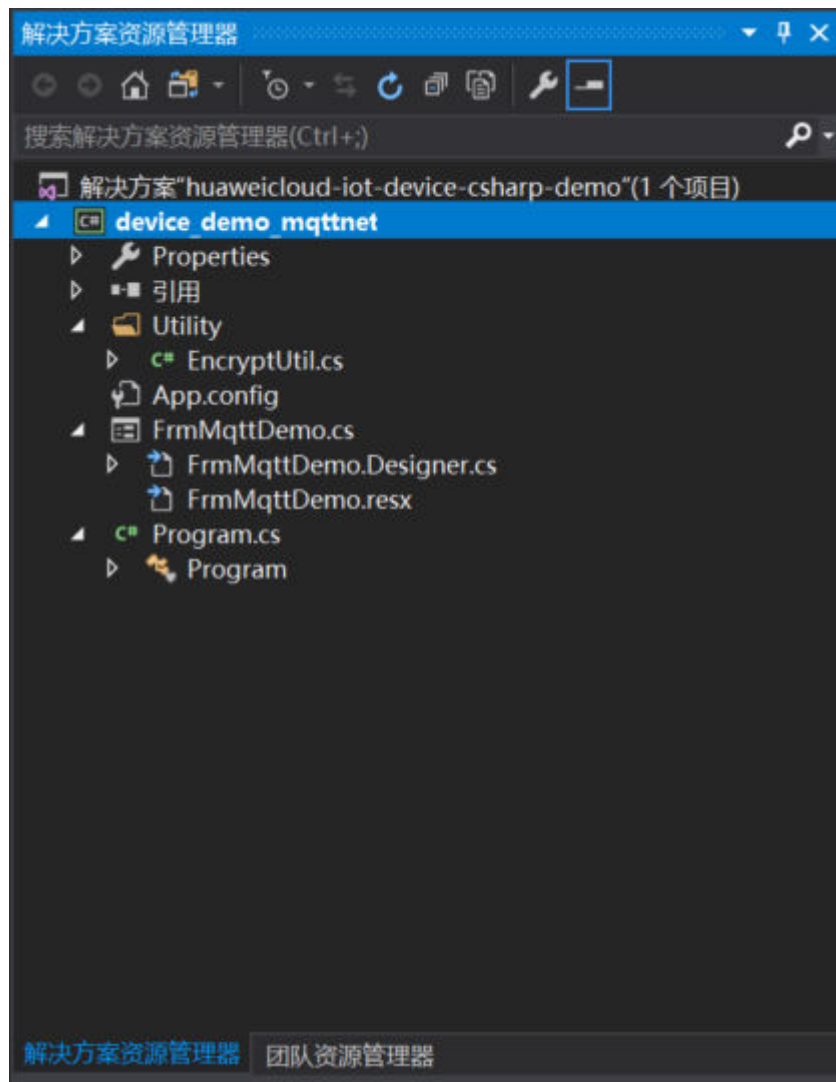 解决方案资源管理器
搜索解决方案资源管理器(Ctrl+;)
解决方案"huaweicloud-iot-device-csharp-demo"(1 个项目)
C# device_demo_mqttnet
Properties
引用
Utility
C# EncryptUtil.cs
App.config
FrmMqttDemo.cs
FrmMqttDemo.Designer.cs
FrmMqttDemo.resx
C# Program.cs
Program
解决方案资源管理器 团队资源管理器